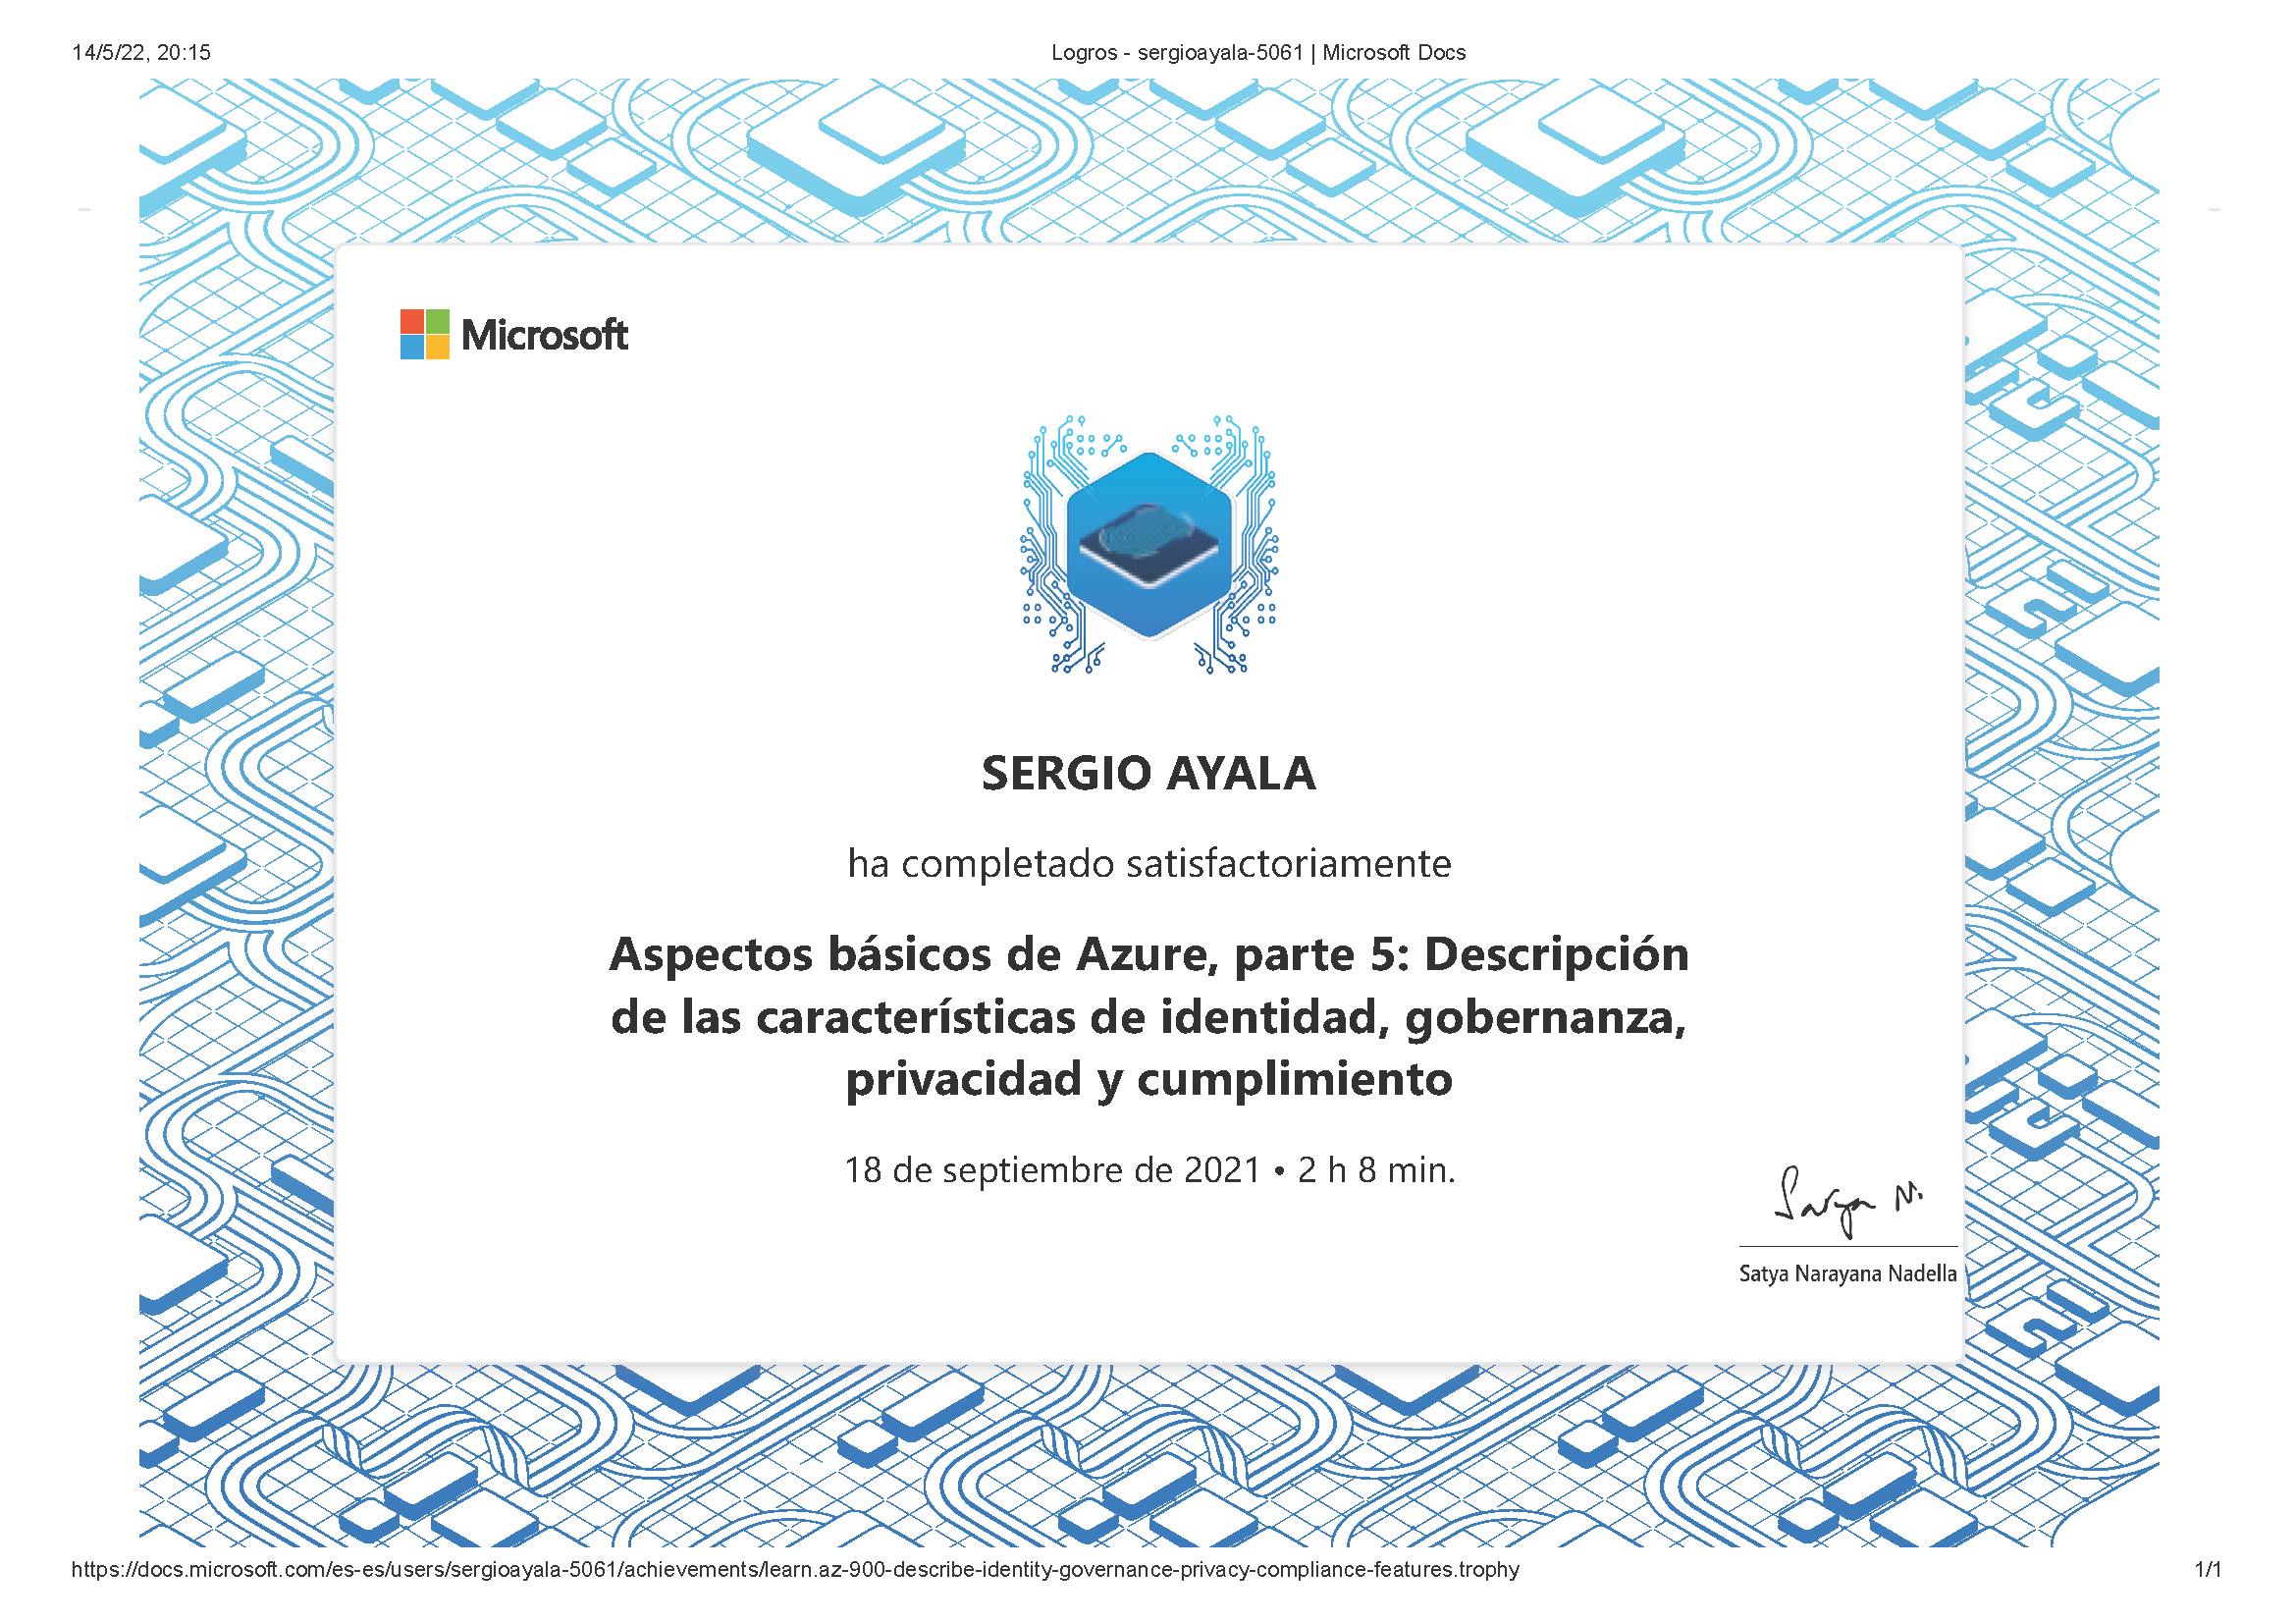 14/5/22, 20:15
Logros - sergioayala-5061 | Microsoft Docs
Microsoft
SERGIO AYALA
ha completado satisfactoriamente
Aspectos básicos de Azure, parte 5: Descripción
de las características de identidad, gobernanza,
privacidad y cumplimiento
18 de septiembre de 2021 • 2 h 8 min.
Satya N.
Satya Narayana Nadella
https://docs.microsoft.com/es-es/users/sergioayala-5061/achievements/learn.az-900-describe-identity-governance-privacy-compliance-features.trophy
1/1